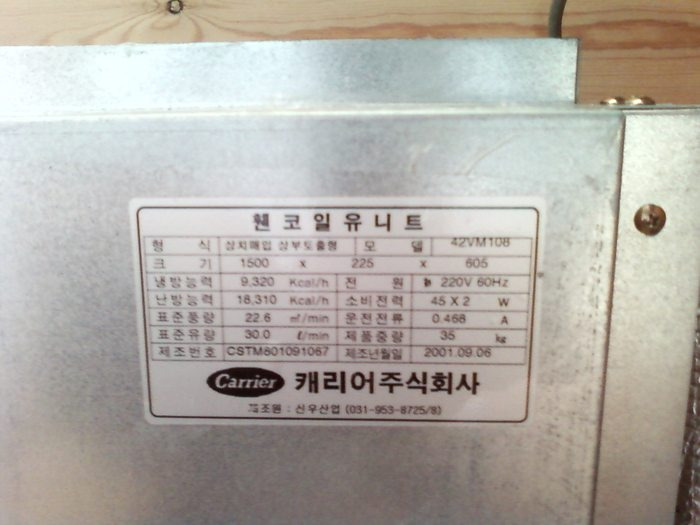 휀코일유니트
형 식 상치매입 상부토출형 모 델 42VM108
크 기 1500 x 225 x 605
냉방능력 9,320 Kcal/h 전 원 1φ 220V 60Hz
난방능력 18,310 Kcal/h 소비전력 45 X 2 W
표준풍량 22.6 ㎥/min 운전전류 0.468 A
표준유량 30.0 ℓ/min 제품중량 35 kg
제조번호 CSTM801091067 제조년월일 2001.09.06
Carrier 캐리어주식회사
제조원 : 신우산업 (031-953-8725/8)